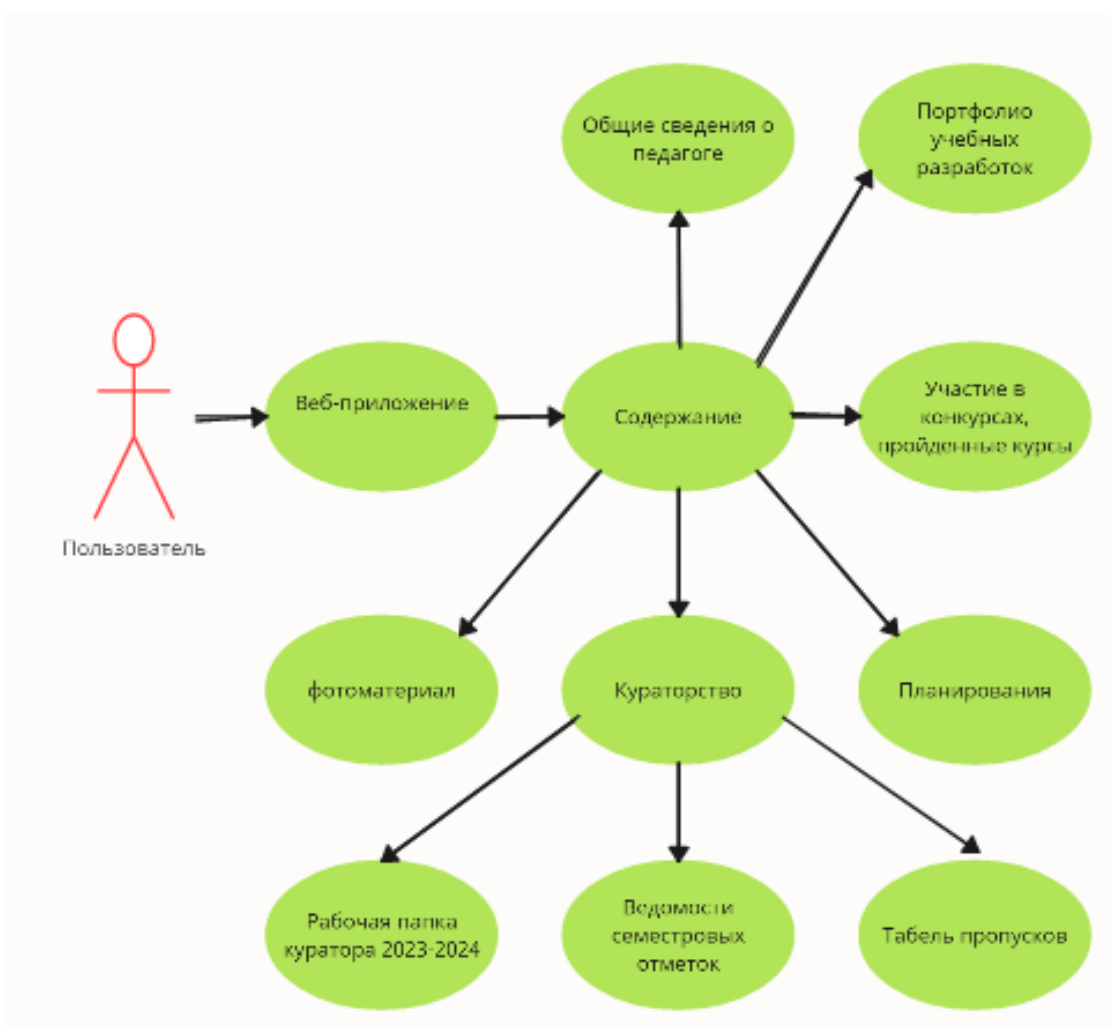 Общие сведения о
педагоге
Портфолио
учебных
разработок
Пользователь
Веб-приложение
Содержание
Участие в
конкурсах,
пройденные курсы
фотоматериал
Кураторство
Планирования
Рабочая папка
куратора 2023-2024
Ведомости
семестровых
отметок
Табель пропусков